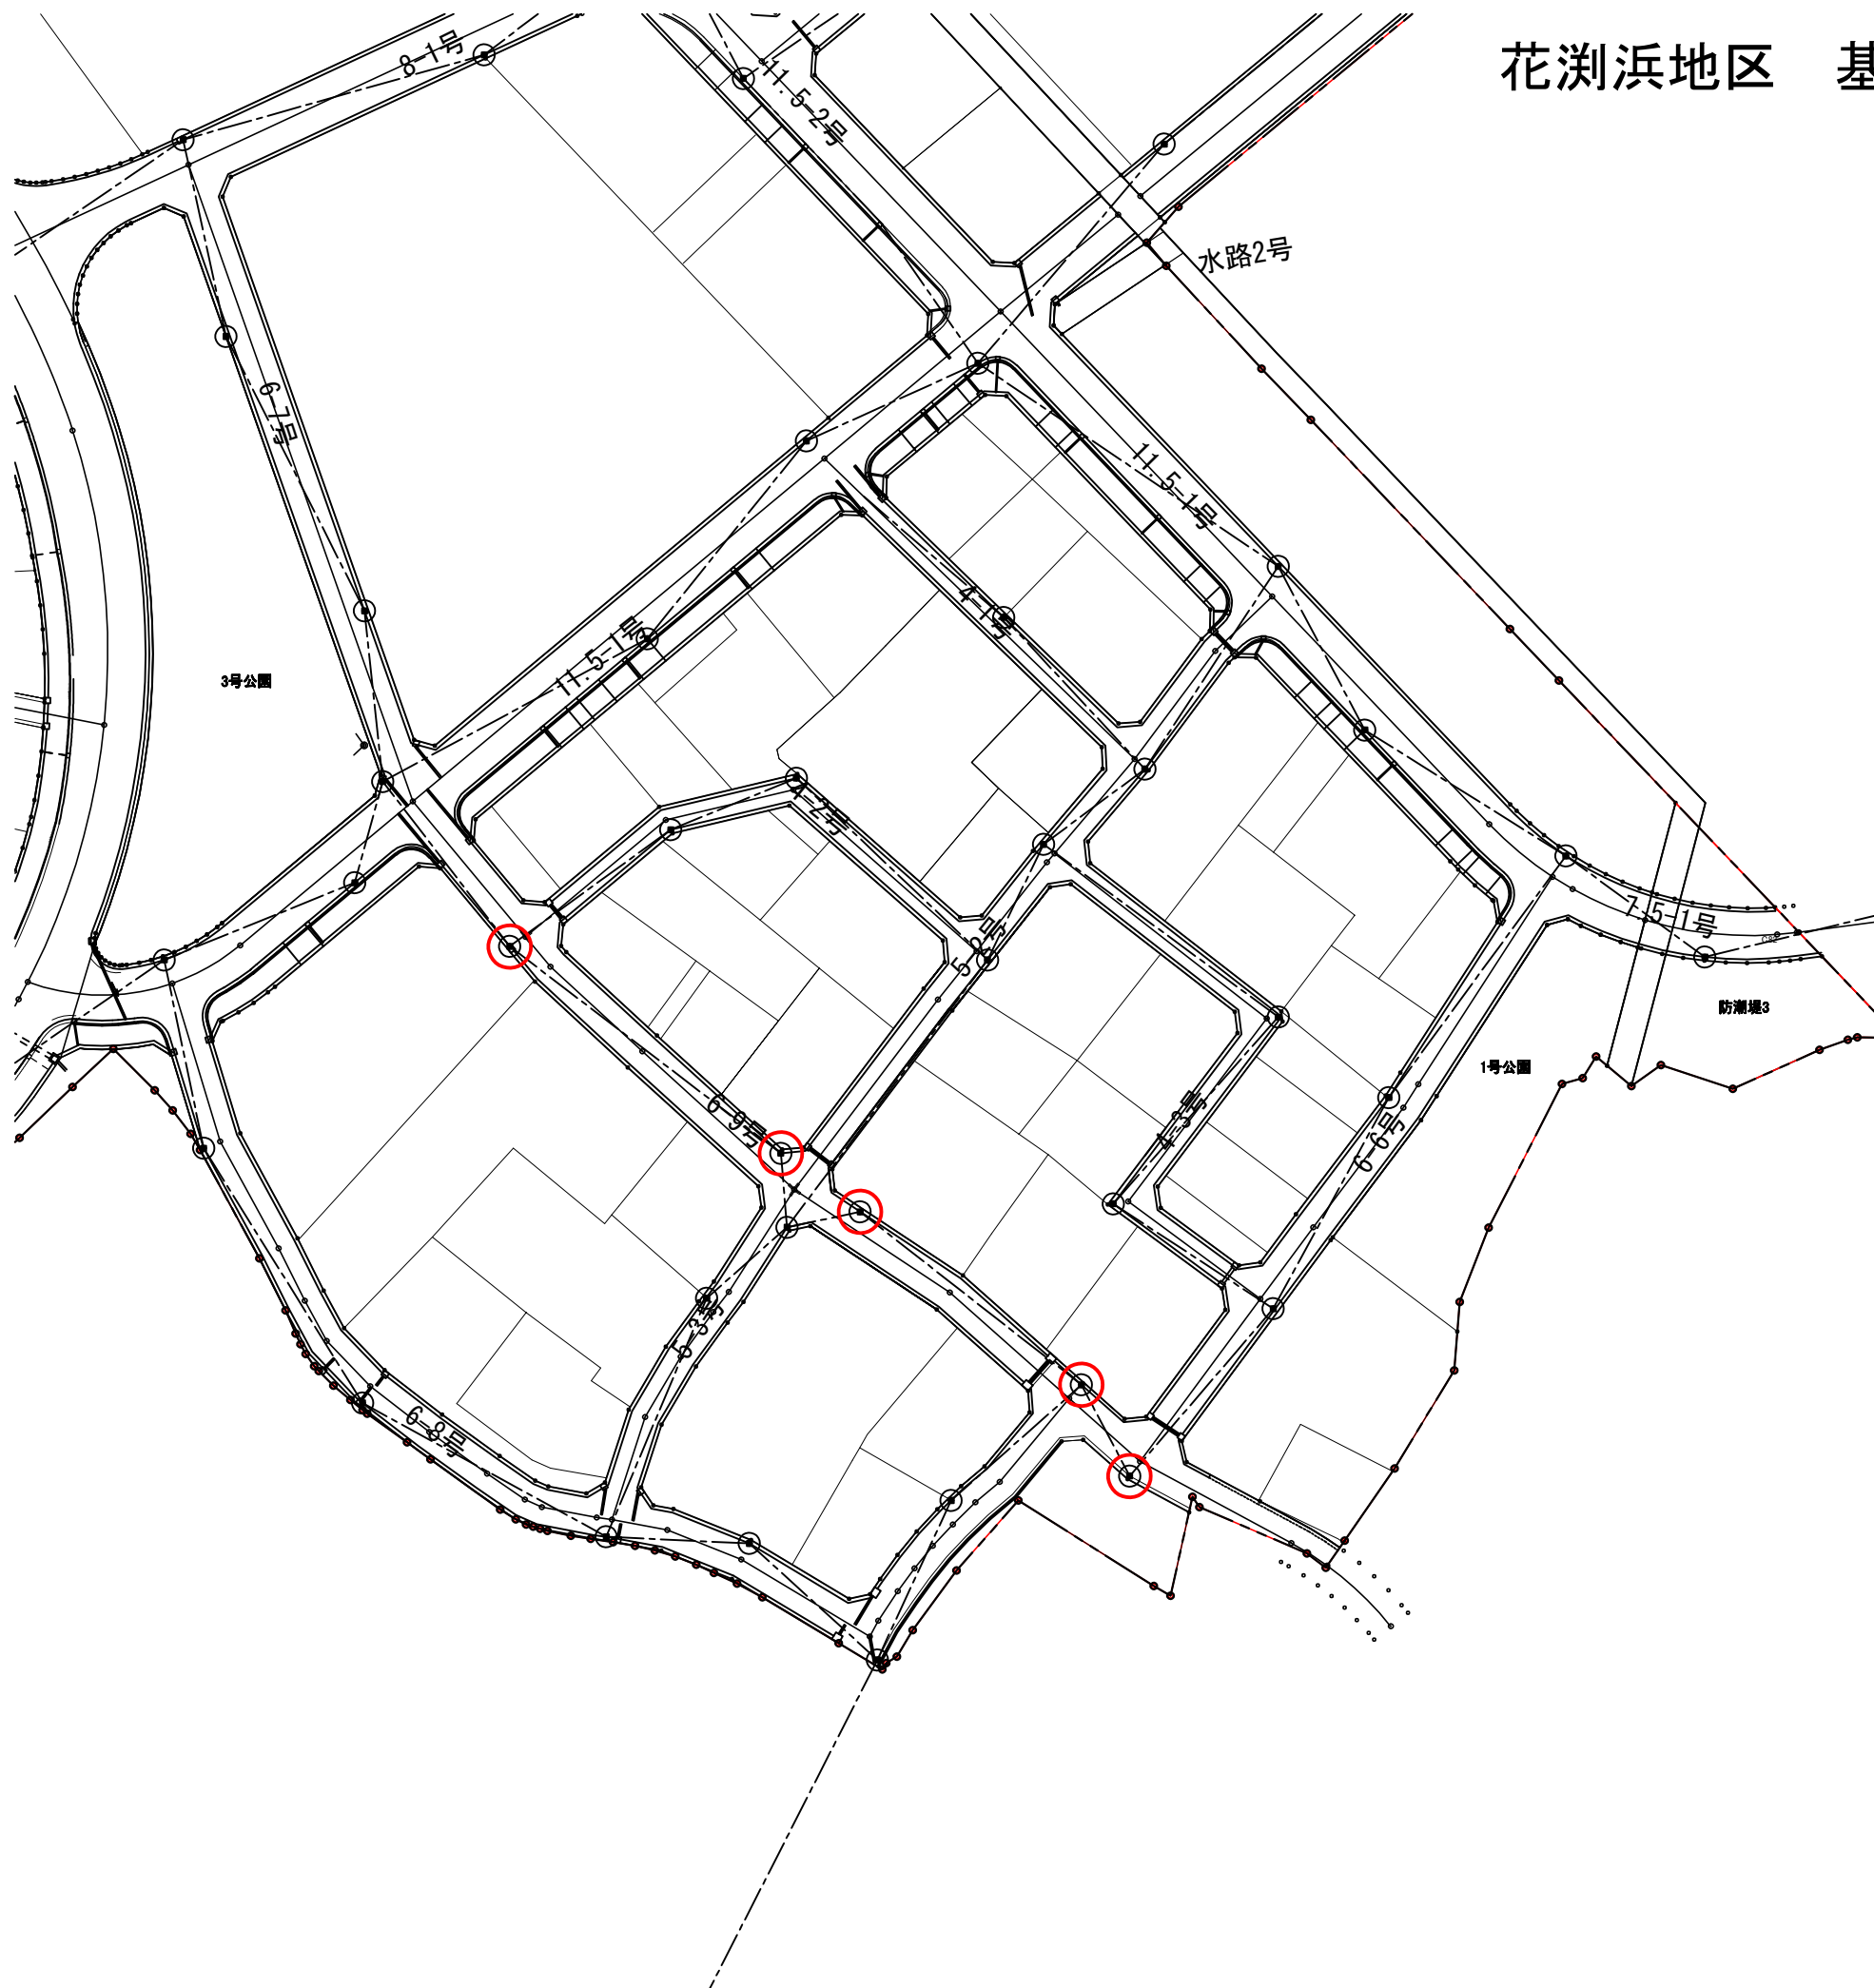 花渕浜地区　基
8-1号
11.5-2号
水路2号
6-7号
11.5-1号
4-1号
11.5-1号
3号公園
4-2号
7.5-1号
防潮堤3
1号公園
4-3号
6-9号
6-6号
5-3号
6-8号